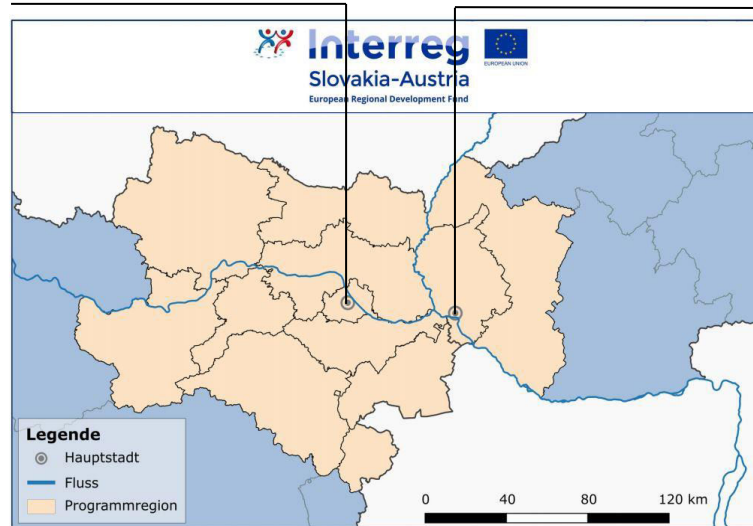 Interreg
EUROPEAN UNION
Slovakia-Austria
European Regional Development Fund
Legende
Hauptstadt
Fluss
Programmregion
0 40 80 120 km